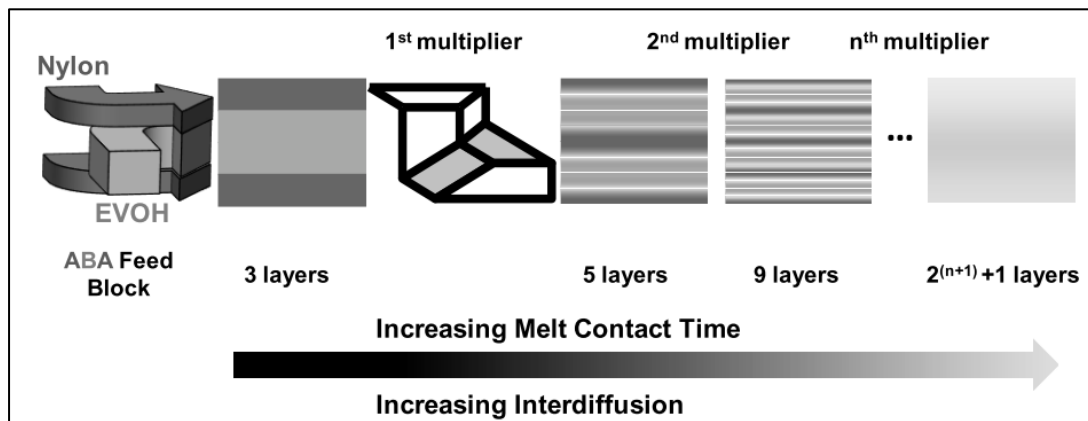 1st multiplier 2nd multiplier nth multiplier
Nylon
...
EVOH
ABA Feed
Block
3 layers 5 layers 9 layers 2(n+1) +1 layers
Increasing Melt Contact Time
Increasing Interdiffusion